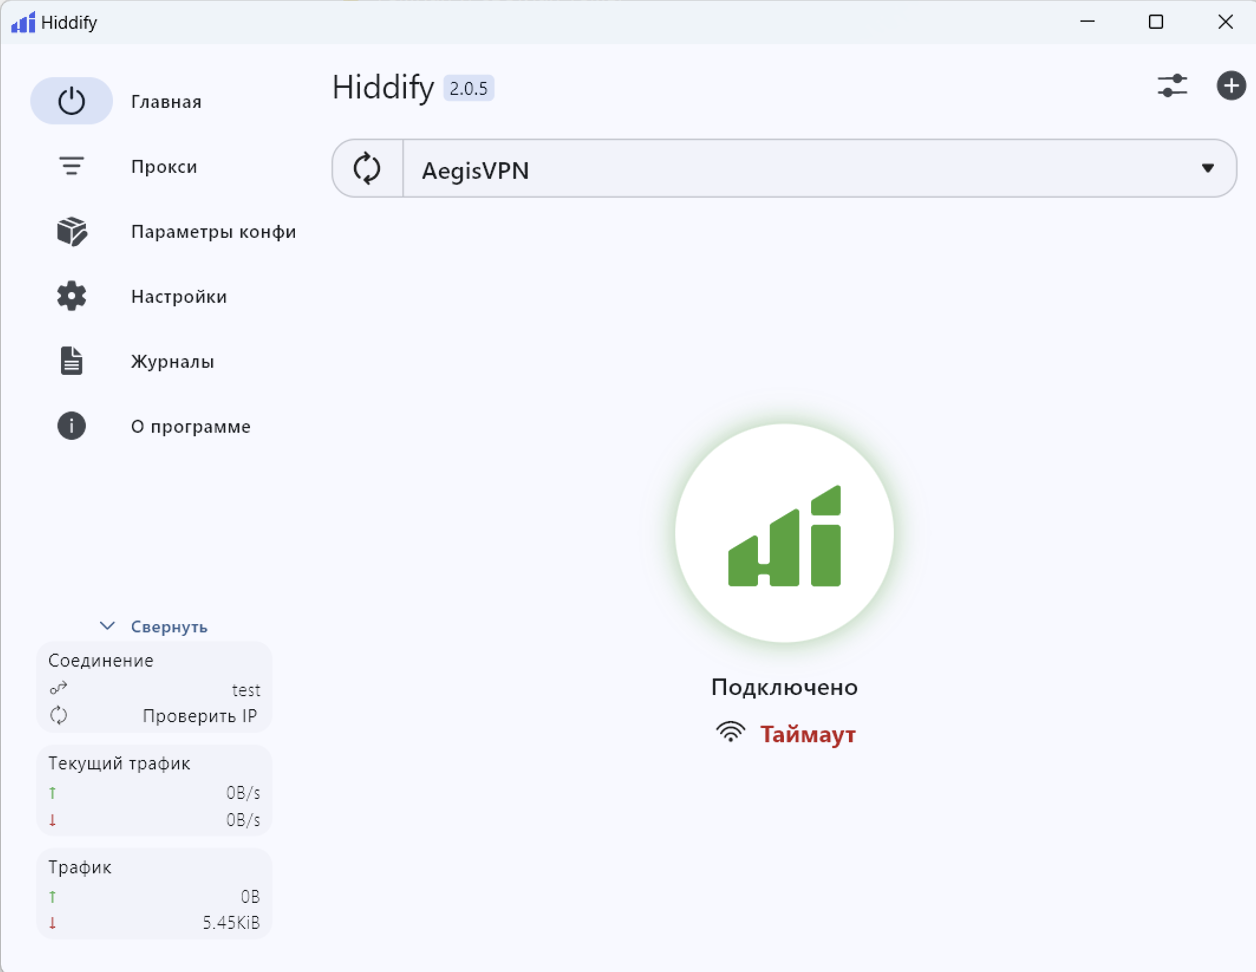 Hiddify
Главная
Прокси
Параметры конфи
Настройки
Журналы
О программе
Свернуть
Соединение
test
Проверить IP
Текущий трафик
↑ 0B/s
↓ 0B/s
Трафик
↑ 0B
↓ 5.45KiB
Hiddify 2.0.5
AegisVPN
Подключено
Таймаут